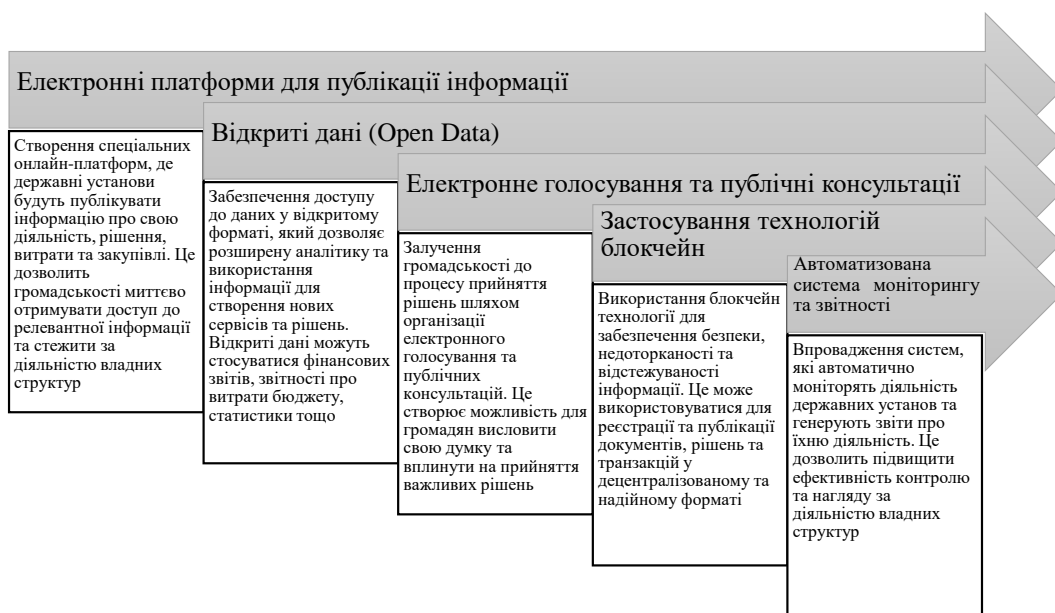 Електронні платформи для публікації інформації
Створення спеціальних
онлайн-платформ, де
державні установи
будуть публікувати
інформацію про свою
діяльність, рішення,
витрати та закупівлі. Це
дозволить
громадськості миттєво
отримувати доступ до
релевантної інформації
та стежити за
діяльністю владних
структур
Відкриті дані (Open Data)
Забезпечення доступу
до даних у відкритому
форматі, який дозволяє
розширену аналітику та
використання
інформації для
створення нових
сервісів та рішень.
Відкриті дані можуть
стосуватися фінансових
звітів, звітності про
витрати бюджету,
статистики тощо
Електронне голосування та публічні консультації
Залучення
громадськості до
процесу прийняття
рішень шляхом
організації
електронного
голосування та
публічних
консультацій. Це
створює можливість для
громадян висловити
свою думку та
вплинути на прийняття
важливих рішень
Застосування технологій
блокчейн
Використання блокчейн
технології для
забезпечення безпеки,
недоторканості та
відстежуваності
інформації. Це може
використовуватися для
реєстрації та публікації
документів, рішень та
транзакцій у
децентралізованому та
надійному форматі
Автоматизована
система моніторингу
та звітності
Впровадження систем,
які автоматично
моніторять діяльність
державних установ та
генерують звіти про
їхню діяльність. Це
дозволить підвищити
ефективність контролю
та нагляду за
діяльністю владних
структур